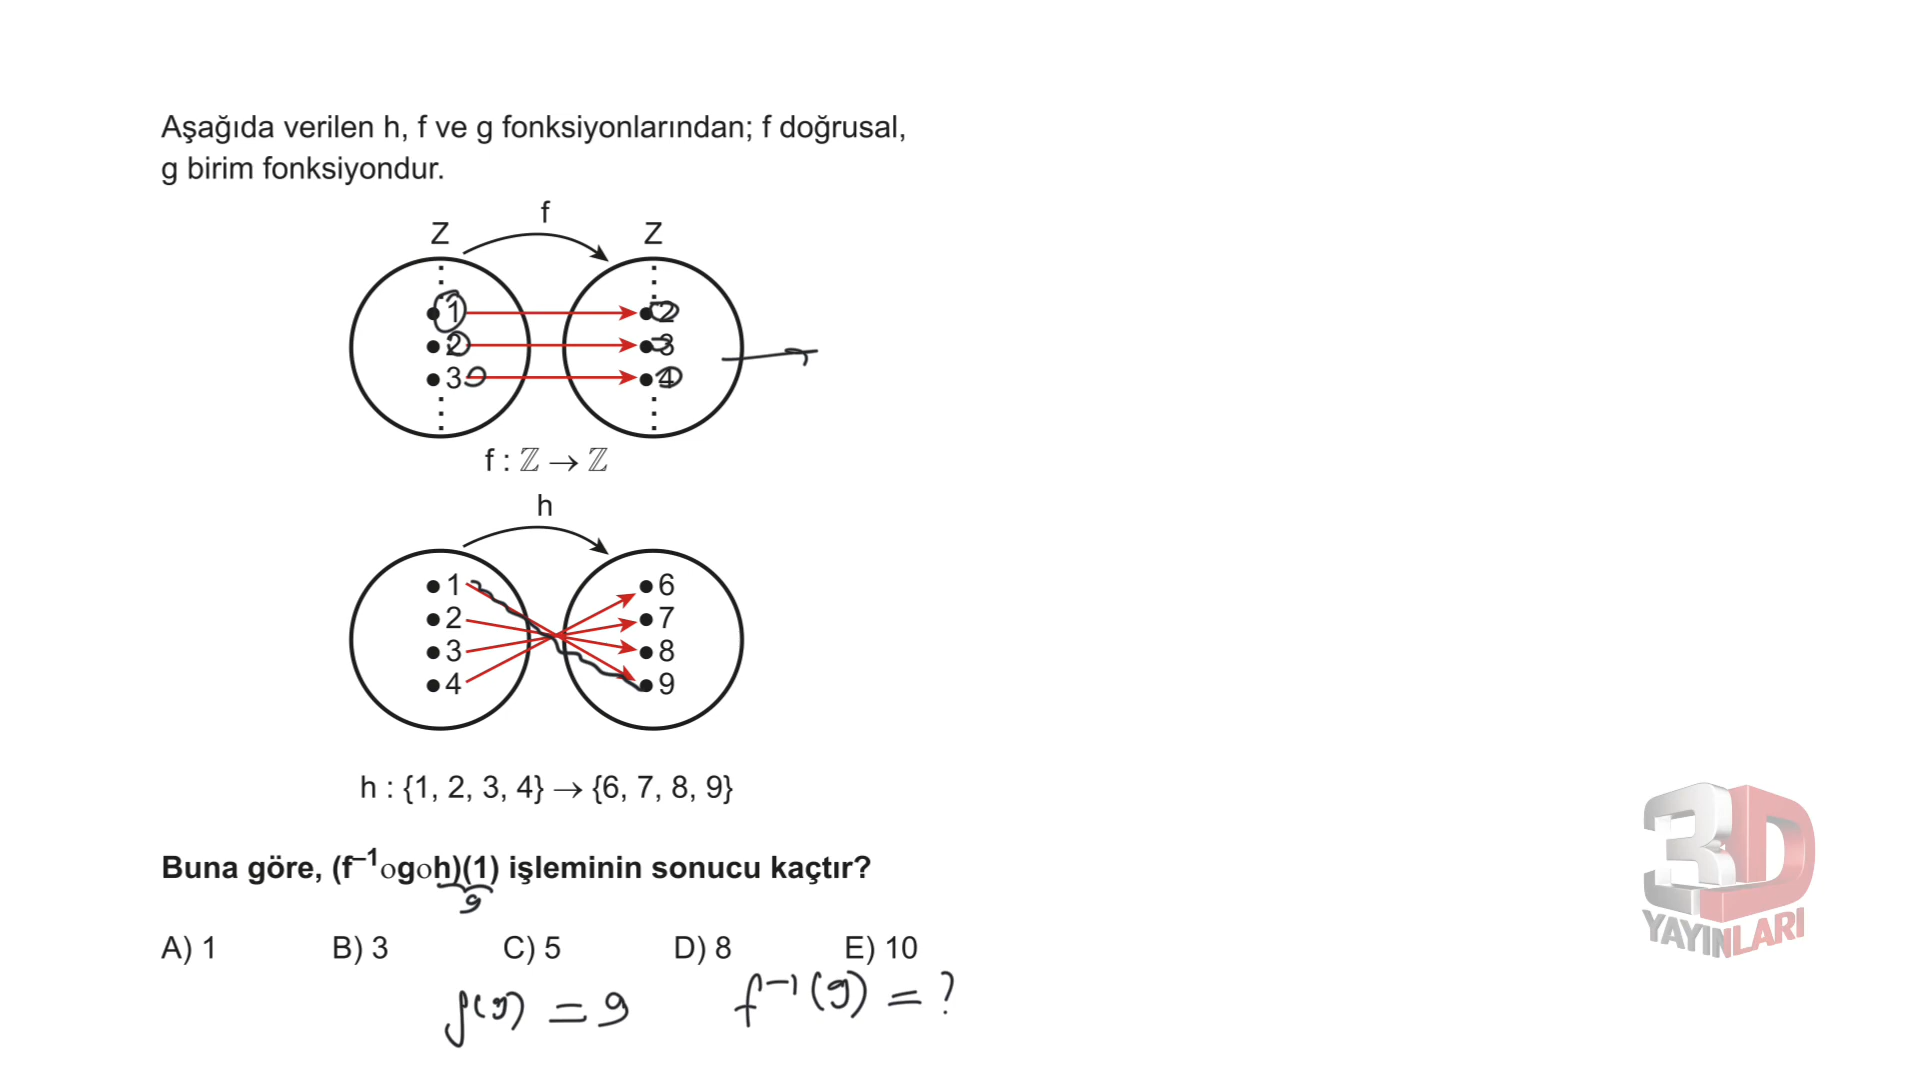 Aşağıda verilen h, f ve g fonksiyonlarından; f doğrusal,
g birim fonksiyondur.
f
Z Z
1 2
2 3
3 4
f : ℤ → ℤ
h
1 6
2 7
3 8
4 9
h : {1, 2, 3, 4} → {6, 7, 8, 9}
Buna göre, (f⁻¹ogoh)(1) işleminin sonucu kaçtır?
9
A) 1 B) 3 C) 5 D) 8 E) 10
g(9) = 9 f⁻¹(9) = ?
3D
YAYINLARI